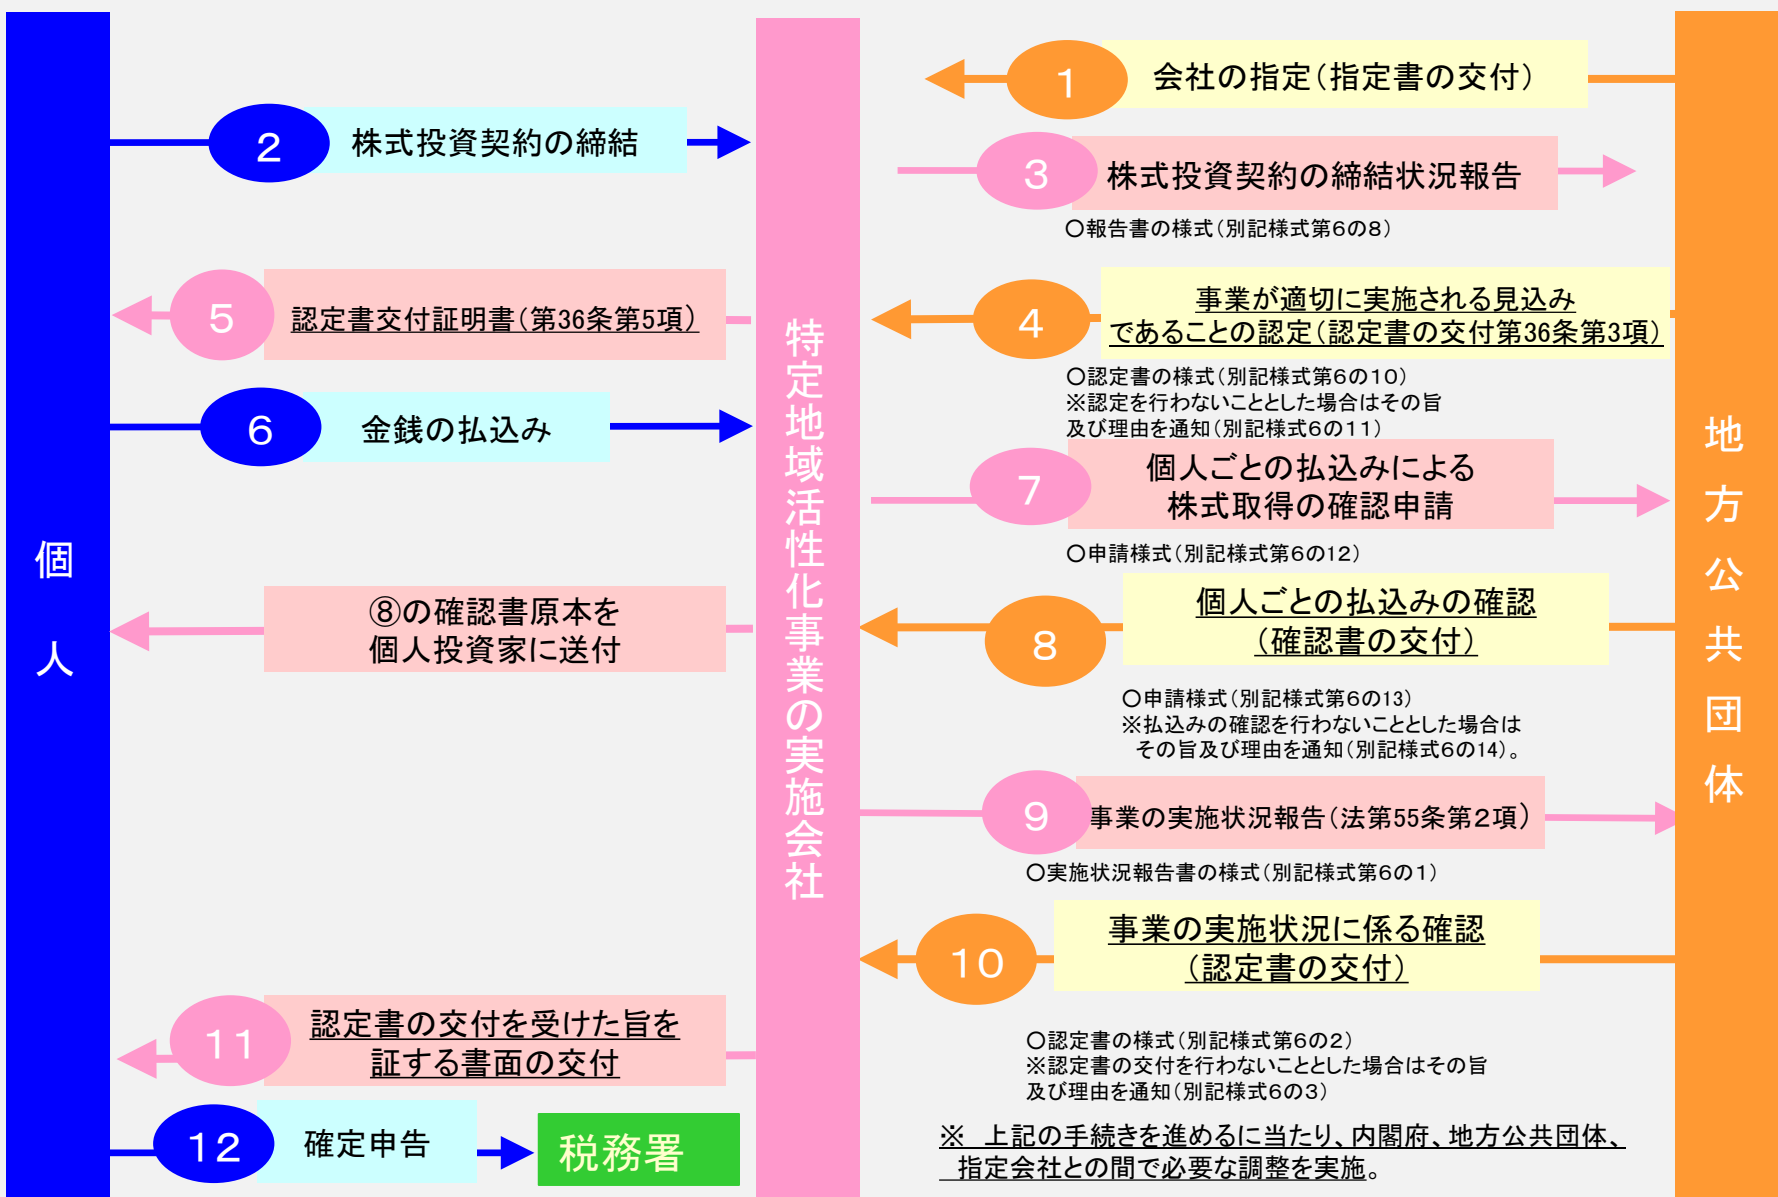 個人
特定地域活性化事業の実施会社
地方公共団体
1
会社の指定(指定書の交付)
2
株式投資契約の締結
3
株式投資契約の締結状況報告
〇報告書の様式(別記様式第6の8)
4
事業が適切に実施される見込み
であることの認定(認定書の交付第36条第3項)
〇認定書の様式(別記様式第6の10)
※認定を行わないこととした場合はその旨
及び理由を通知(別記様式6の11)
5
認定書交付証明書(第36条第5項)
6
金銭の払込み
7
個人ごとの払込みによる
株式取得の確認申請
〇申請様式(別記様式第6の12)
8
個人ごとの払込みの確認
(確認書の交付)
〇申請様式(別記様式第6の13)
※払込みの確認を行わないこととした場合は
その旨及び理由を通知(別記様式6の14)。
⑧の確認書原本を
個人投資家に送付
9
事業の実施状況報告(法第55条第2項)
〇実施状況報告書の様式(別記様式第6の1)
10
事業の実施状況に係る確認
(認定書の交付)
〇認定書の様式(別記様式第6の2)
※認定書の交付を行わないこととした場合はその旨
及び理由を通知(別記様式6の3)
11
認定書の交付を受けた旨を
証する書面の交付
12
確定申告
税務署
※ 上記の手続きを進めるに当たり、内閣府、地方公共団体、
指定会社との間で必要な調整を実施。